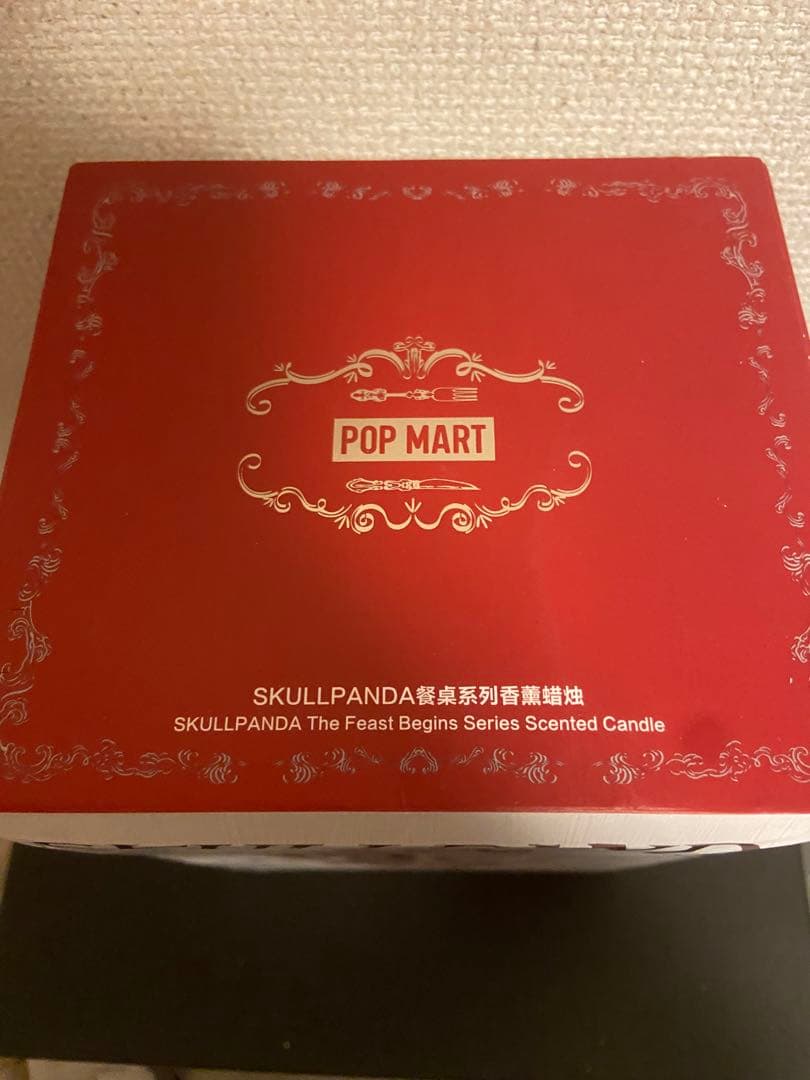 POP MART
SKULLPANDA餐桌系列香薰蜡烛
SKULLPANDA The Feast Begins Series Scented Candle